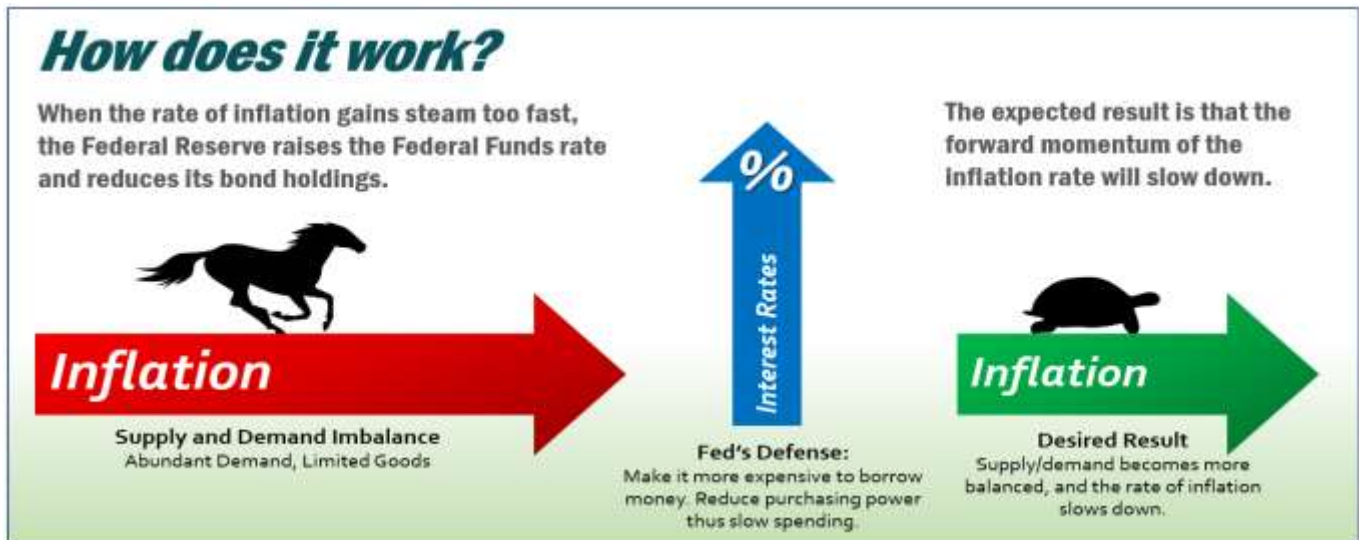 How does it work?
When the rate of inflation gains steam too fast,
the Federal Reserve raises the Federal Funds rate
and reduces its bond holdings.
Inflation
Supply and Demand Imbalance
Abundant Demand, Limited Goods
%
Interest Rates
Fed's Defense:
Make it more expensive to borrow
money. Reduce purchasing power
thus slow spending.
The expected result is that the
forward momentum of the
inflation rate will slow down.
Inflation
Desired Result
Supply/demand becomes more
balanced, and the rate of inflation
slows down.